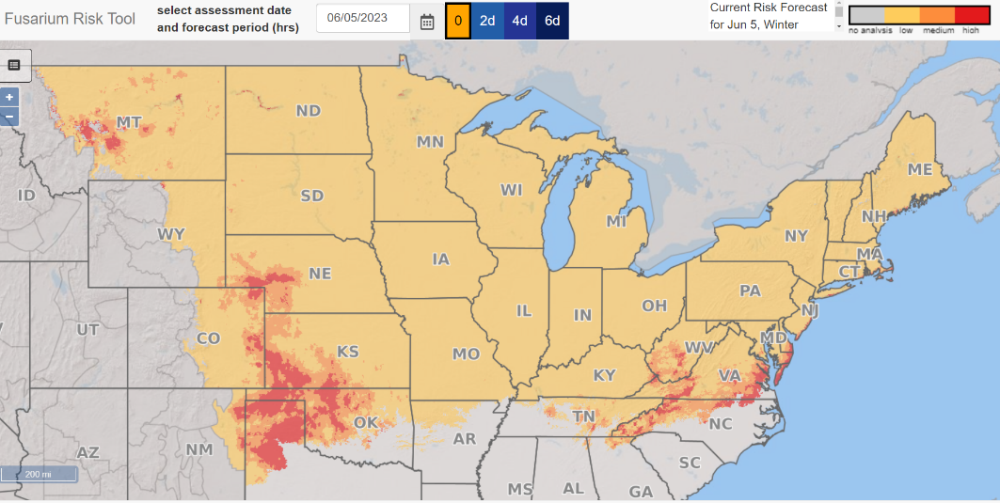 Fusarium Risk Tool
select assessment date
and forecast period (hrs)
06/05/2023
0
2d
4d
6d
Current Risk Forecast
for Jun 5, Winter
no analysis low medium high
+
−
MT
ND
MN
ID
SD
WI
MI
ME
WY
NY
NH
MA
CT
IA
NE
PA
NJ
UT
CO
IL
IN
OH
MD
WV
KS
MO
KY
VA
OK
TN
NC
AZ
NM
AR
SC
MS
AL
GA
200 mi